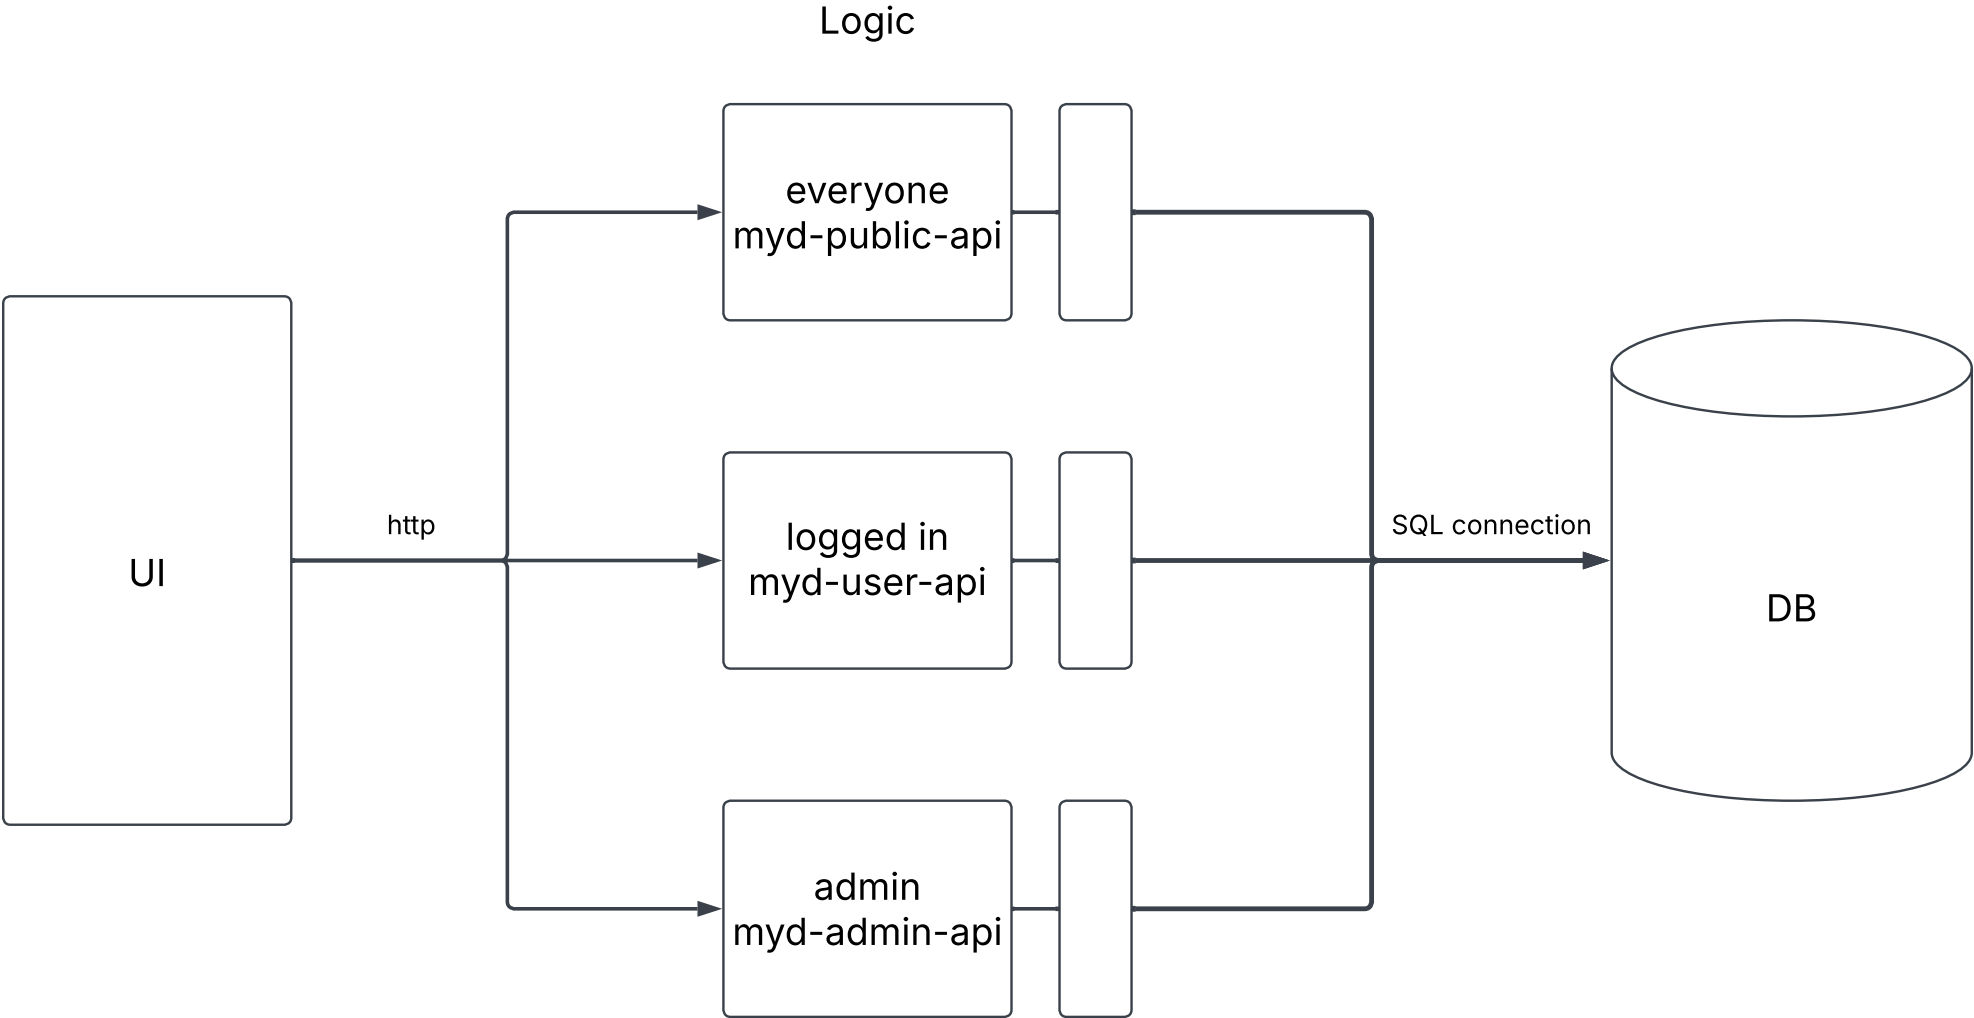 Logic
everyone
myd-public-api
UI
http
logged in
myd-user-api
SQL connection
DB
admin
myd-admin-api